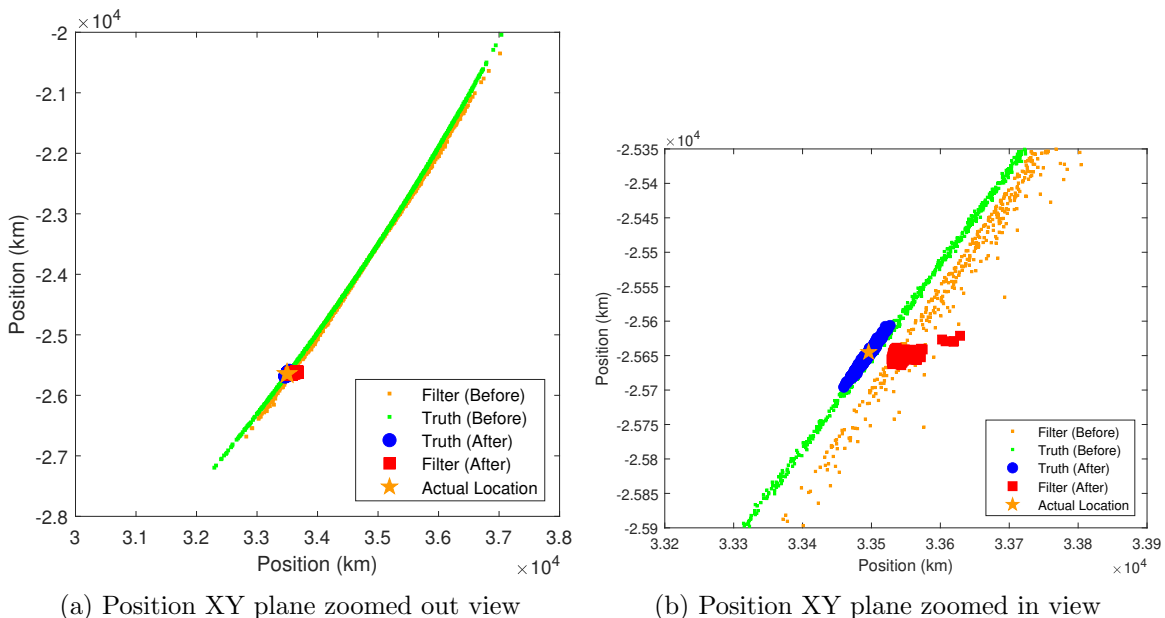 ×10⁴
-2
-2.1
-2.2
-2.3
-2.4
-2.5
-2.6
-2.7
-2.8
Position (km)
3 3.1 3.2 3.3 3.4 3.5 3.6 3.7 3.8
Position (km)
×10⁴
Filter (Before)
Truth (Before)
Truth (After)
Filter (After)
Actual Location
(a) Position XY plane zoomed out view
×10⁴
-2.535
-2.54
-2.545
-2.55
-2.555
-2.56
-2.565
-2.57
-2.575
-2.58
-2.585
-2.59
Position (km)
3.32 3.33 3.34 3.35 3.36 3.37 3.38 3.39
Position (km)
×10⁴
Filter (Before)
Truth (Before)
Truth (After)
Filter (After)
Actual Location
(b) Position XY plane zoomed in view